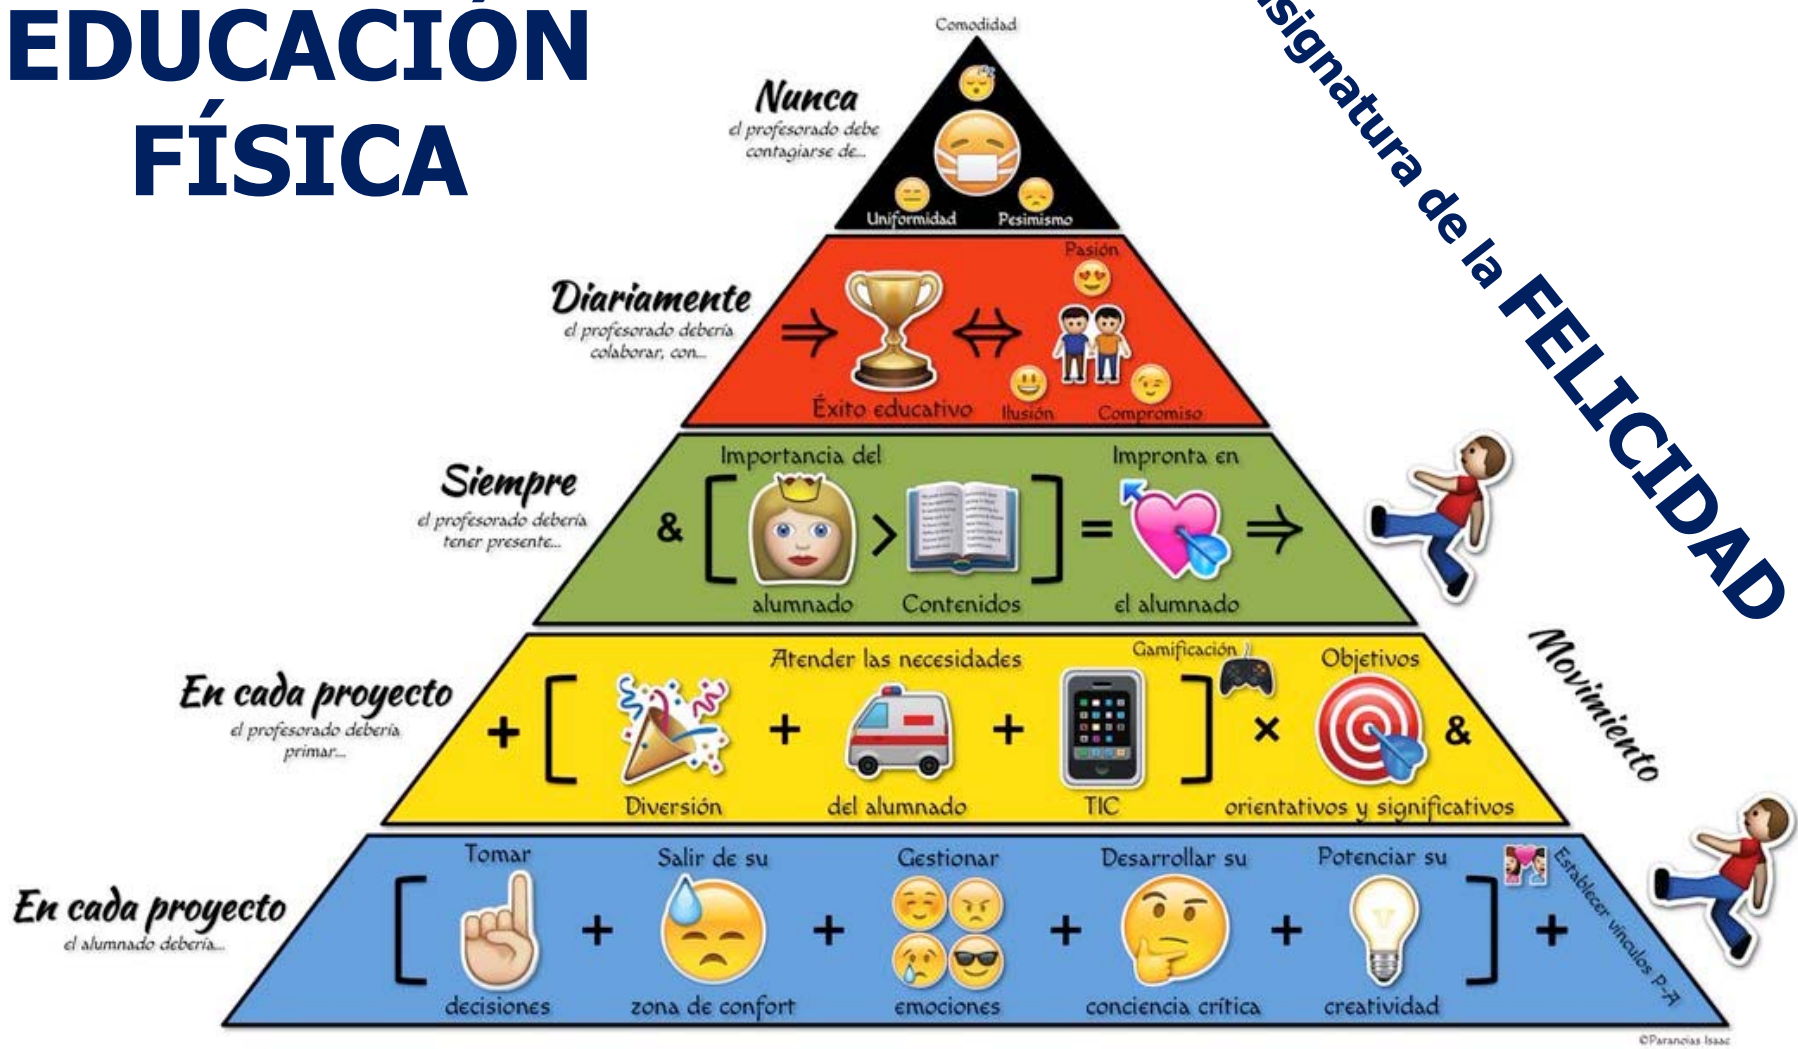 EDUCACIÓN
FÍSICA
signatura de la FELICIDAD
Comodidad
Nunca
el profesorado debe
contagiarse de...
Uniformidad
Pesimismo
Diariamente
el profesorado debería
colaborar, con...
Pasión
Éxito educativo
Ilusión
Compromiso
Siempre
el profesorado debería
tener presente...
Importancia del
Impronta en
& [ > ] = ⇒
alumnado
Contenidos
el alumnado
En cada proyecto
el profesorado debería
primar...
Atender las necesidades
Gamificación
Objetivos
+ [ + + ] × &
Diversión
del alumnado
TIC
orientativos y significativos
Movimiento
En cada proyecto
el alumnado debería...
Tomar
Salir de su
Gestionar
Desarrollar su
Potenciar su
[ + + + + ] +
decisiones
zona de confort
emociones
conciencia crítica
creatividad
Establecer vínculos P-A
©Paranoias Isaac